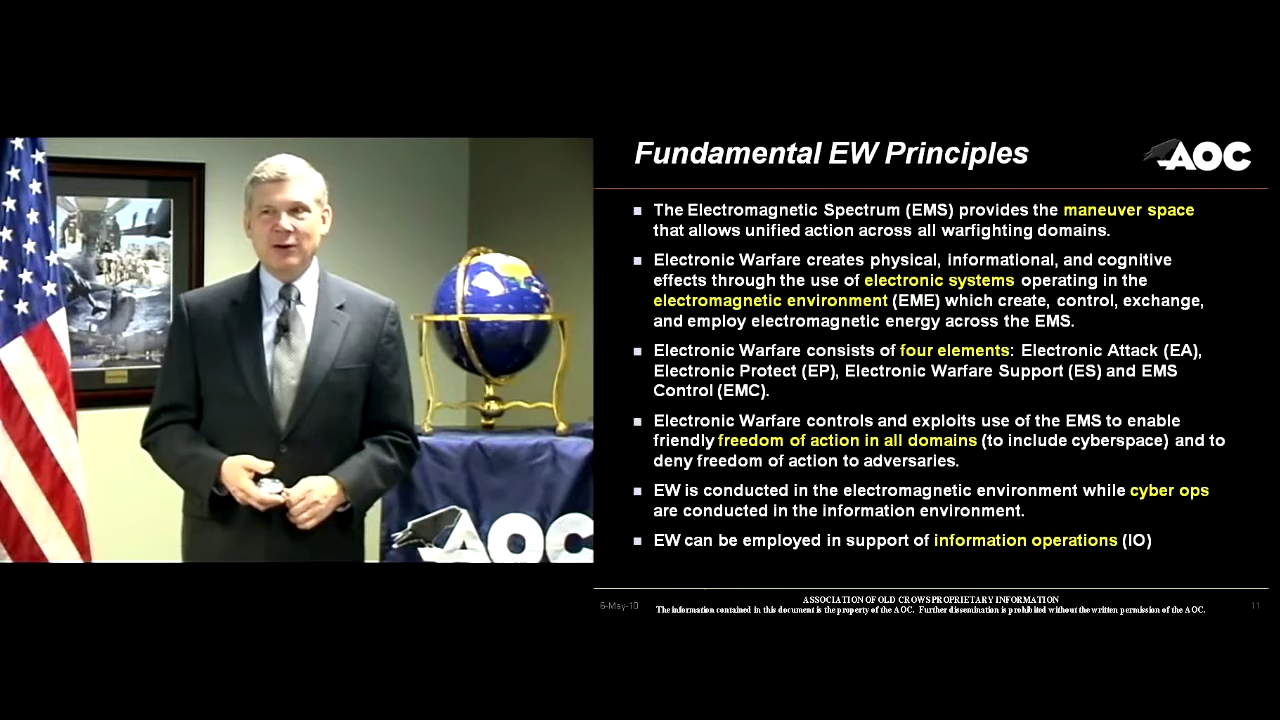 Fundamental EW Principles
AOC
The Electromagnetic Spectrum (EMS) provides the maneuver space
that allows unified action across all warfighting domains.
Electronic Warfare creates physical, informational, and cognitive
effects through the use of electronic systems operating in the
electromagnetic environment (EME) which create, control, exchange,
and employ electromagnetic energy across the EMS.
Electronic Warfare consists of four elements: Electronic Attack (EA),
Electronic Protect (EP), Electronic Warfare Support (ES) and EMS
Control (EMC).
Electronic Warfare controls and exploits use of the EMS to enable
friendly freedom of action in all domains (to include cyberspace) and to
deny freedom of action to adversaries.
EW is conducted in the electromagnetic environment while cyber ops
are conducted in the information environment.
EW can be employed in support of information operations (IO)
AOC
ASSOCIATION OF OLD CROWS PROPRIETARY INFORMATION
6-May-10
The information contained in this document is the property of the AOC. Further dissemination is prohibited without the written permission of the AOC.
11